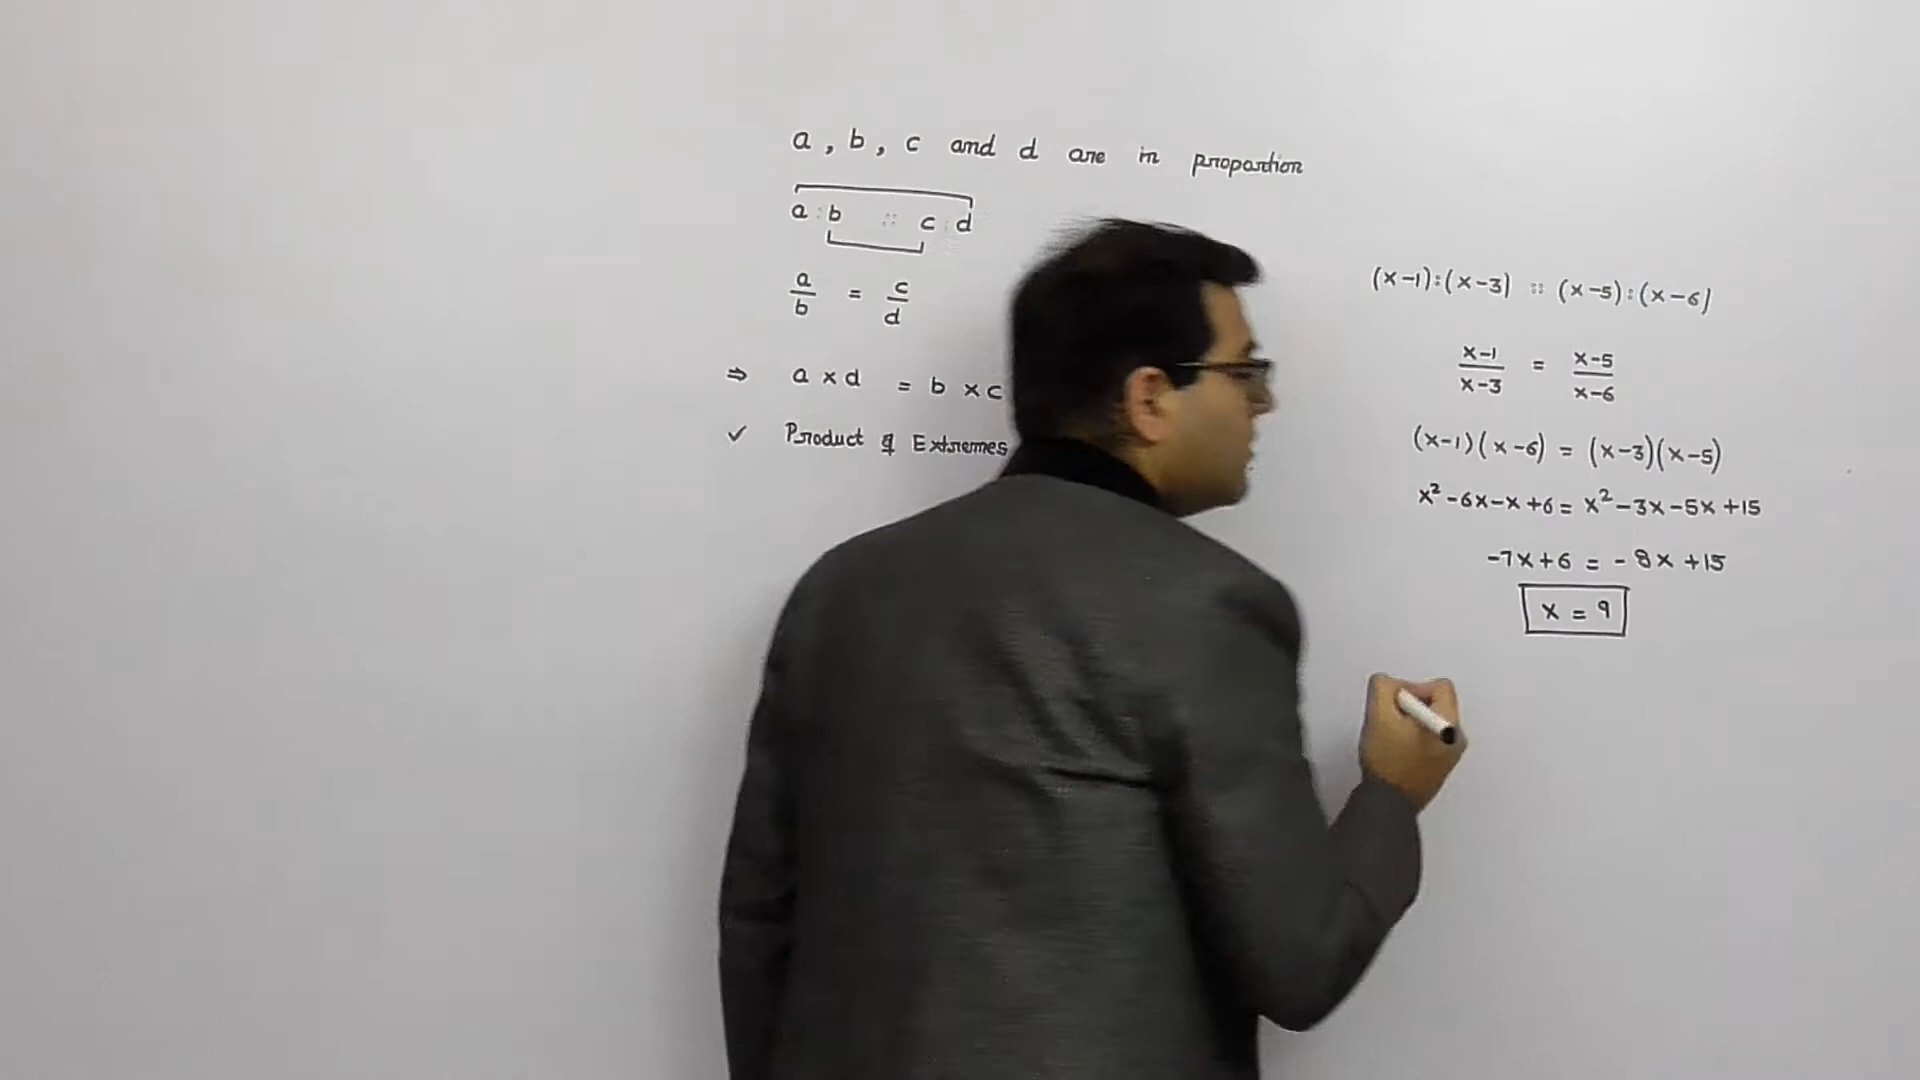 a , b , c and d are in proportion
a : b :: c : d
a/b = c/d
⇒ a × d = b × c
✓ Product of Extremes
(x-1):(x-3) :: (x-5):(x-6)
x-1/x-3 = x-5/x-6
(x-1)(x-6) = (x-3)(x-5)
x²-6x-x+6 = x²-3x-5x+15
-7x+6 = -8x+15
x = 9